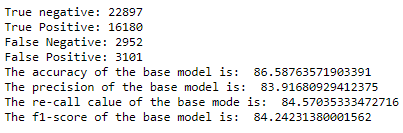 True negative: 22897
True Positive: 16180
False Negative: 2952
False Positive: 3101
The accuracy of the base model is:  86.58763571903391
The precision of the base model is:  83.91680929412375
The re-call calue of the base mode is:  84.57035333472716
The f1-score of the base model is:  84.24231380001562